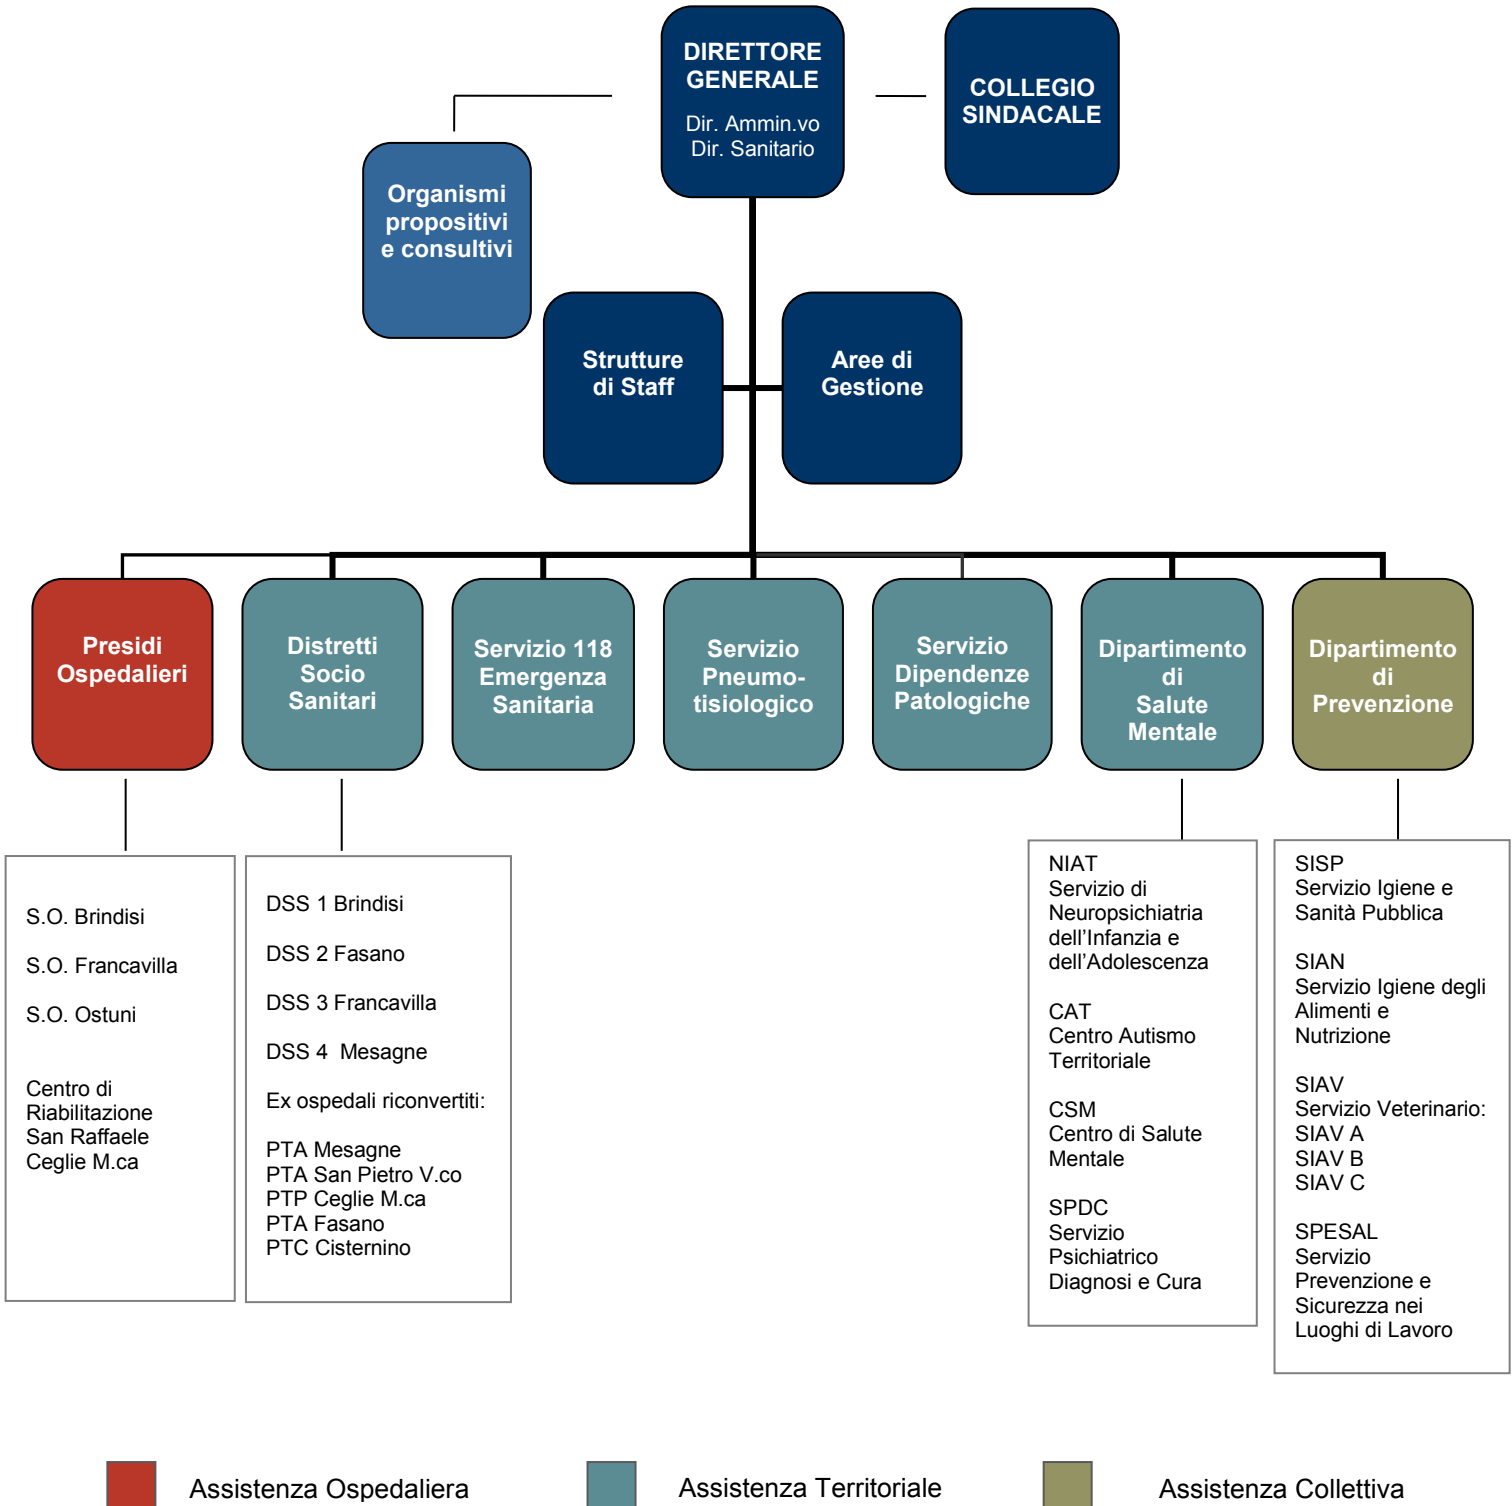 DIRETTORE
GENERALE
Dir. Ammin.vo
Dir. Sanitario
COLLEGIO
SINDACALE
Organismi
propositivi
e consultivi
Strutture
di Staff
Aree di
Gestione
Presidi
Ospedalieri
Distretti
Socio
Sanitari
Servizio 118
Emergenza
Sanitaria
Servizio
Pneumo-
tisiologico
Servizio
Dipendenze
Patologiche
Dipartimento
di
Salute
Mentale
Dipartimento
di
Prevenzione
S.O. Brindisi
S.O. Francavilla
S.O. Ostuni
Centro di
Riabilitazione
San Raffaele
Ceglie M.ca
DSS 1 Brindisi
DSS 2 Fasano
DSS 3 Francavilla
DSS 4 Mesagne
Ex ospedali riconvertiti:
PTA Mesagne
PTA San Pietro V.co
PTP Ceglie M.ca
PTA Fasano
PTC Cisternino
NIAT
Servizio di
Neuropsichiatria
dell'Infanzia e
dell'Adolescenza
CAT
Centro Autismo
Territoriale
CSM
Centro di Salute
Mentale
SPDC
Servizio
Psichiatrico
Diagnosi e Cura
SISP
Servizio Igiene e
Sanità Pubblica
SIAN
Servizio Igiene degli
Alimenti e
Nutrizione
SIAV
Servizio Veterinario:
SIAV A
SIAV B
SIAV C
SPESAL
Servizio
Prevenzione e
Sicurezza nei
Luoghi di Lavoro
Assistenza Ospedaliera
Assistenza Territoriale
Assistenza Collettiva